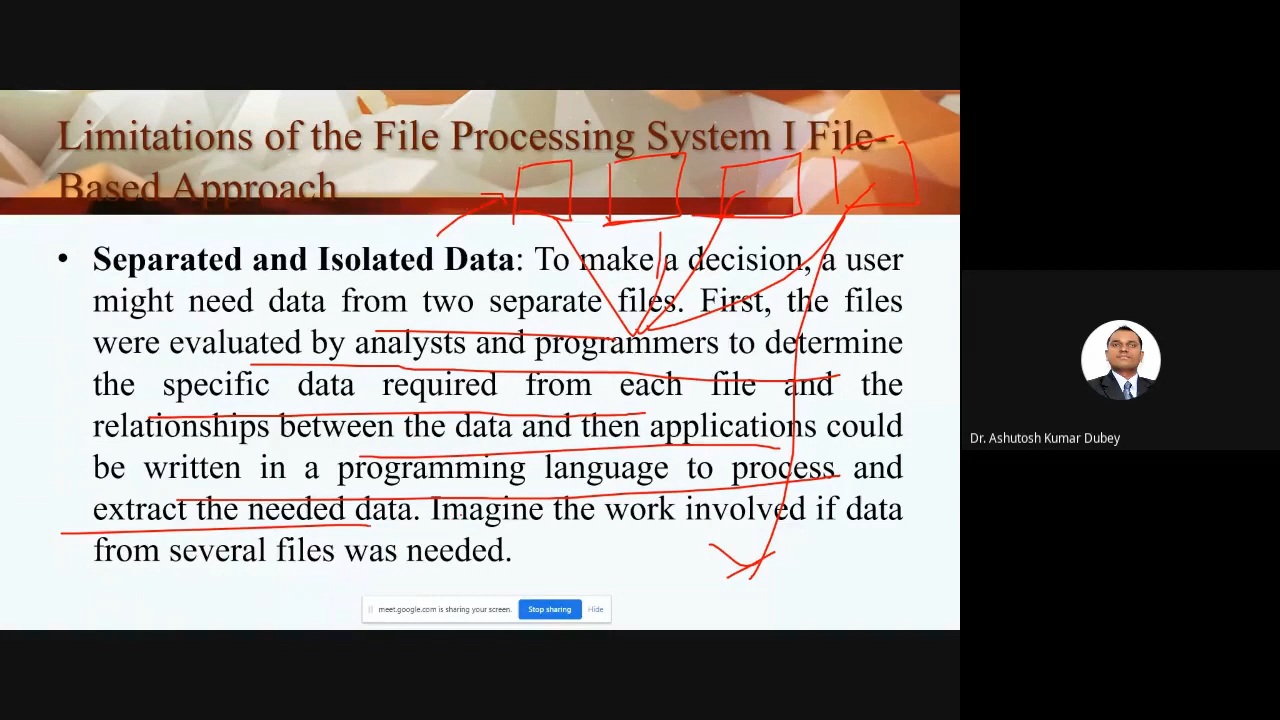 Limitations of the File Processing System I File-
Based Approach
• Separated and Isolated Data: To make a decision, a user
might need data from two separate files. First, the files
were evaluated by analysts and programmers to determine
the specific data required from each file and the
relationships between the data and then applications could
be written in a programming language to process and
extract the needed data. Imagine the work involved if data
from several files was needed.
meet.google.com is sharing your screen. Stop sharing Hide
Dr. Ashutosh Kumar Dubey